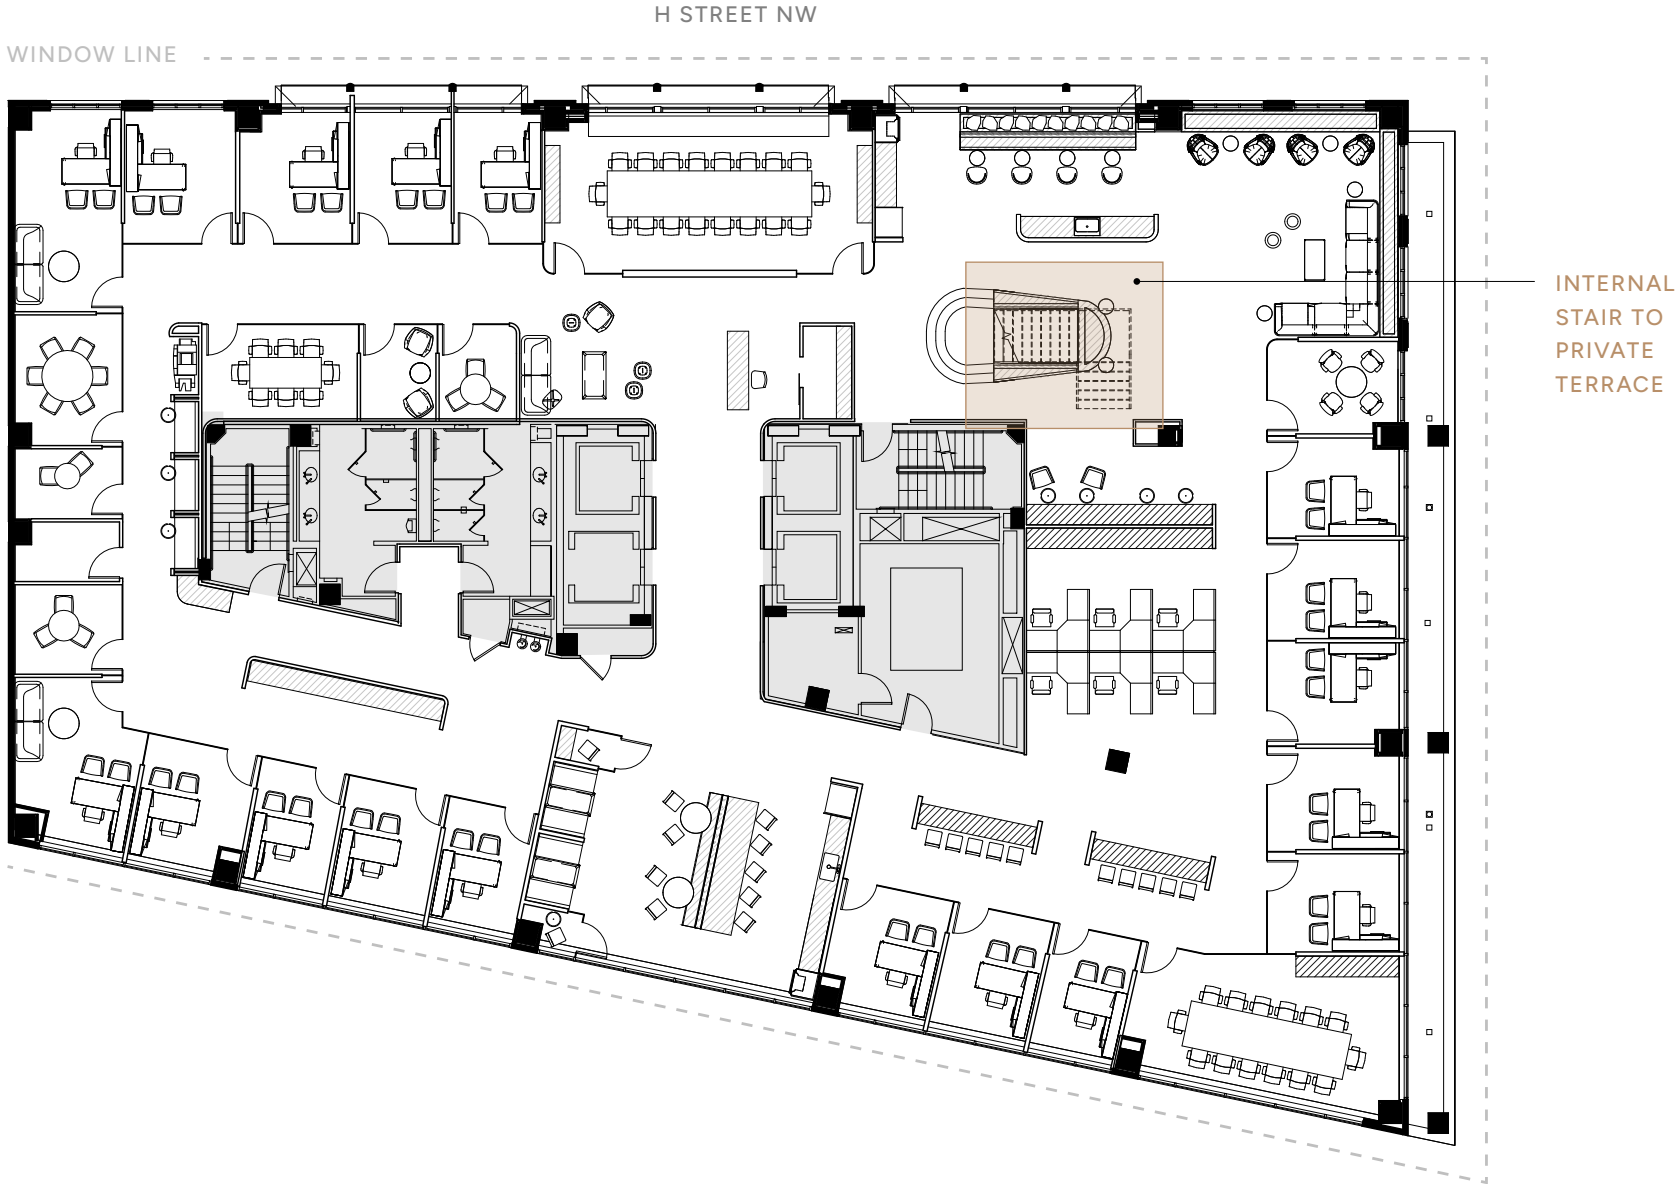 H STREET NW
WINDOW LINE
INTERNAL
STAIR TO
PRIVATE
TERRACE